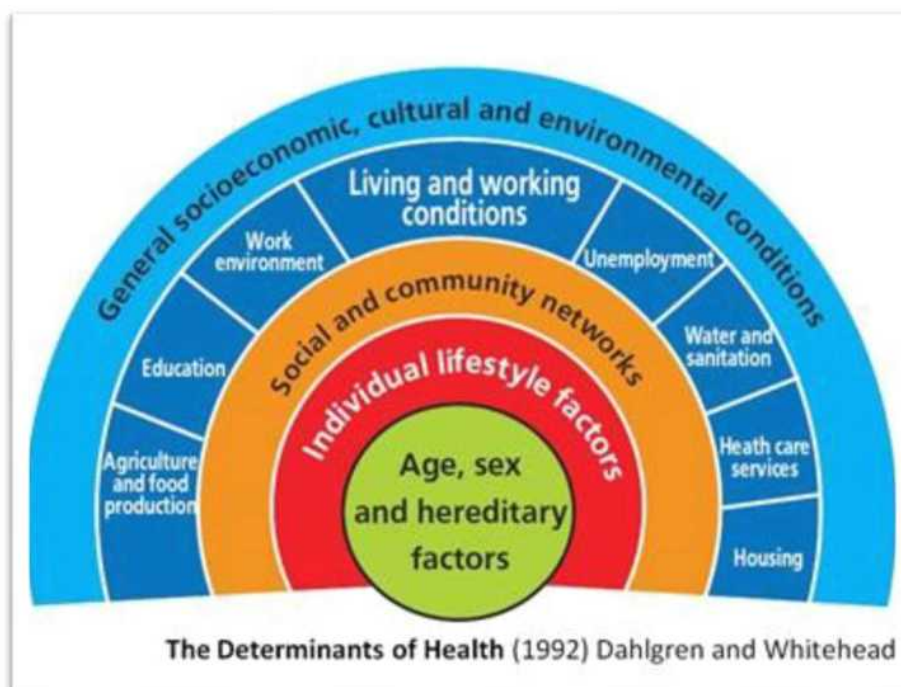 General socioeconomic, cultural and environmental conditions
Living and working
conditions
Work
environment
Unemployment
Education
Water and
sanitation
Agriculture
and food
production
Heath care
services
Housing
Social and community networks
Individual lifestyle factors
Age, sex
and hereditary
factors
The Determinants of Health (1992) Dahlgren and Whitehead